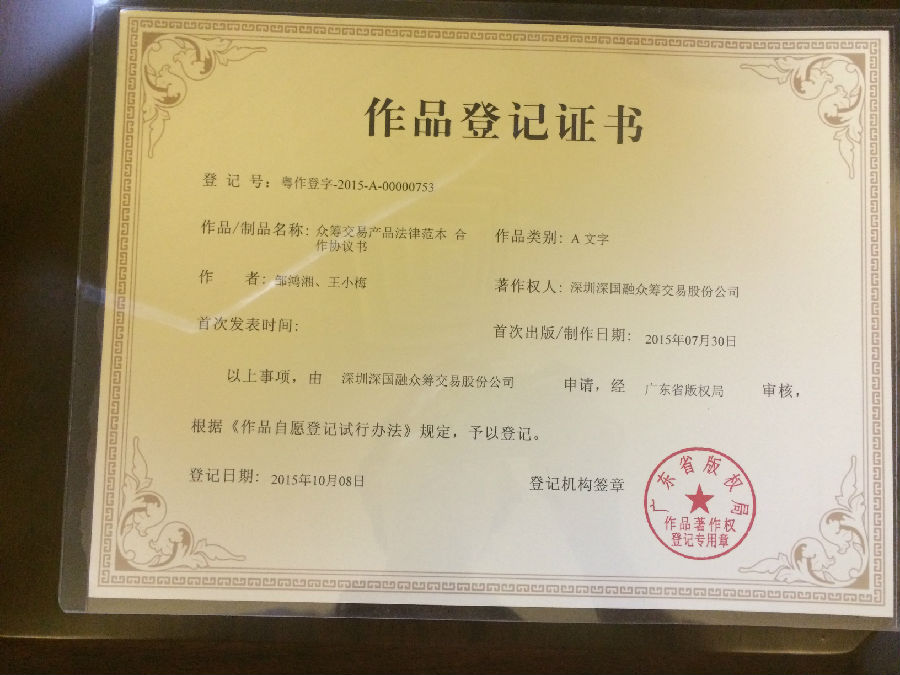 作品登记证书
登 记 号：粤作登字-2015-A-00000753
作品/制品名称：众筹交易产品法律范本 合
作协议书
作品类别：A 文字
作 者：邹鸿湘、王小梅
著作权人：深圳深国融众筹交易股份公司
首次发表时间：
首次出版/制作日期：2015年07月30日
以上事项，由 深圳深国融众筹交易股份公司 申请，经 广东省版权局 审核，
根据《作品自愿登记试行办法》规定，予以登记。
登记日期：2015年10月08日
登记机构签章
广东省版权局
作品著作权
登记专用章